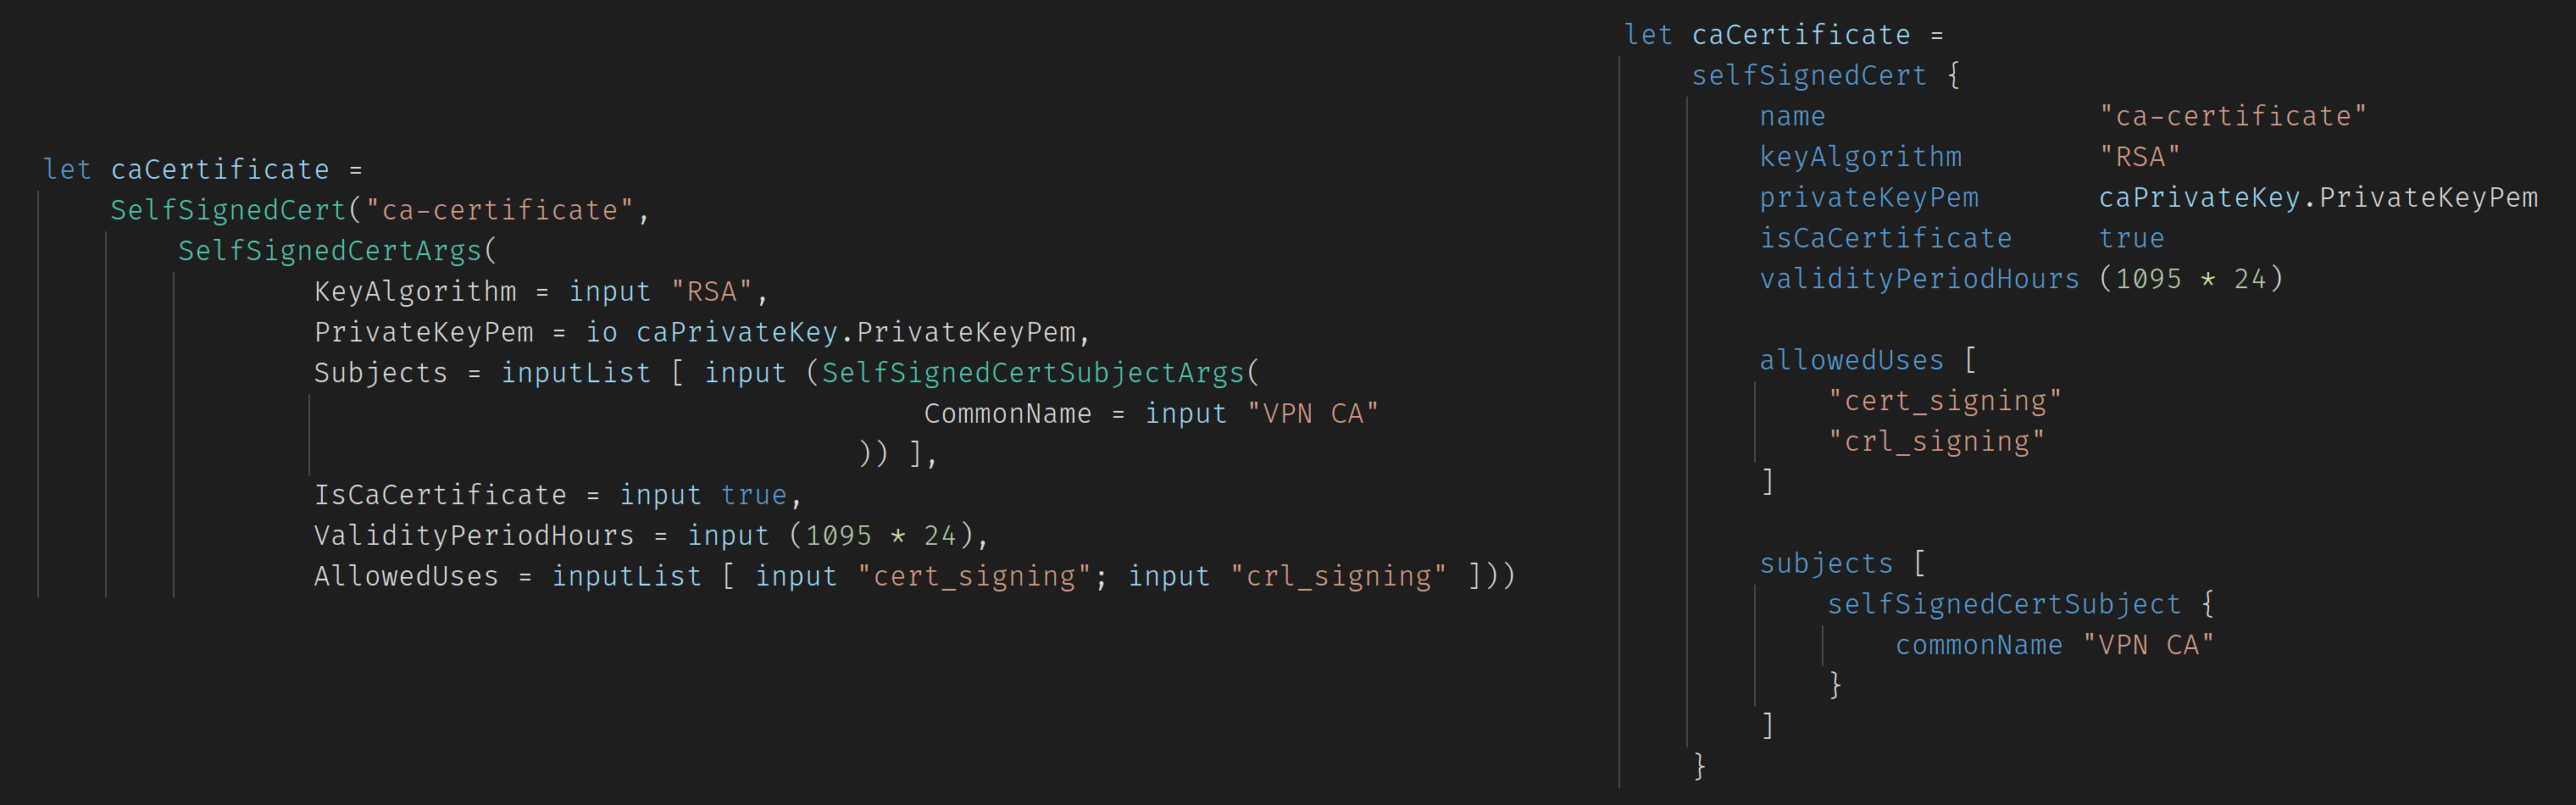 let caCertificate =
    SelfSignedCert("ca-certificate",
        SelfSignedCertArgs(
                KeyAlgorithm = input "RSA",
                PrivateKeyPem = io caPrivateKey.PrivateKeyPem,
                Subjects = inputList [ input (SelfSignedCertSubjectArgs(
                                                    CommonName = input "VPN CA"
                                                )) ],
                IsCaCertificate = input true,
                ValidityPeriodHours = input (1095 * 24),
                AllowedUses = inputList [ input "cert_signing"; input "crl_signing" ]))
let caCertificate =
    selfSignedCert {
        name                "ca-certificate"
        keyAlgorithm        "RSA"
        privateKeyPem       caPrivateKey.PrivateKeyPem
        isCaCertificate     true
        validityPeriodHours (1095 * 24)
        allowedUses [
            "cert_signing"
            "crl_signing"
        ]
        subjects [
            selfSignedCertSubject {
                commonName "VPN CA"
            }
        ]
    }